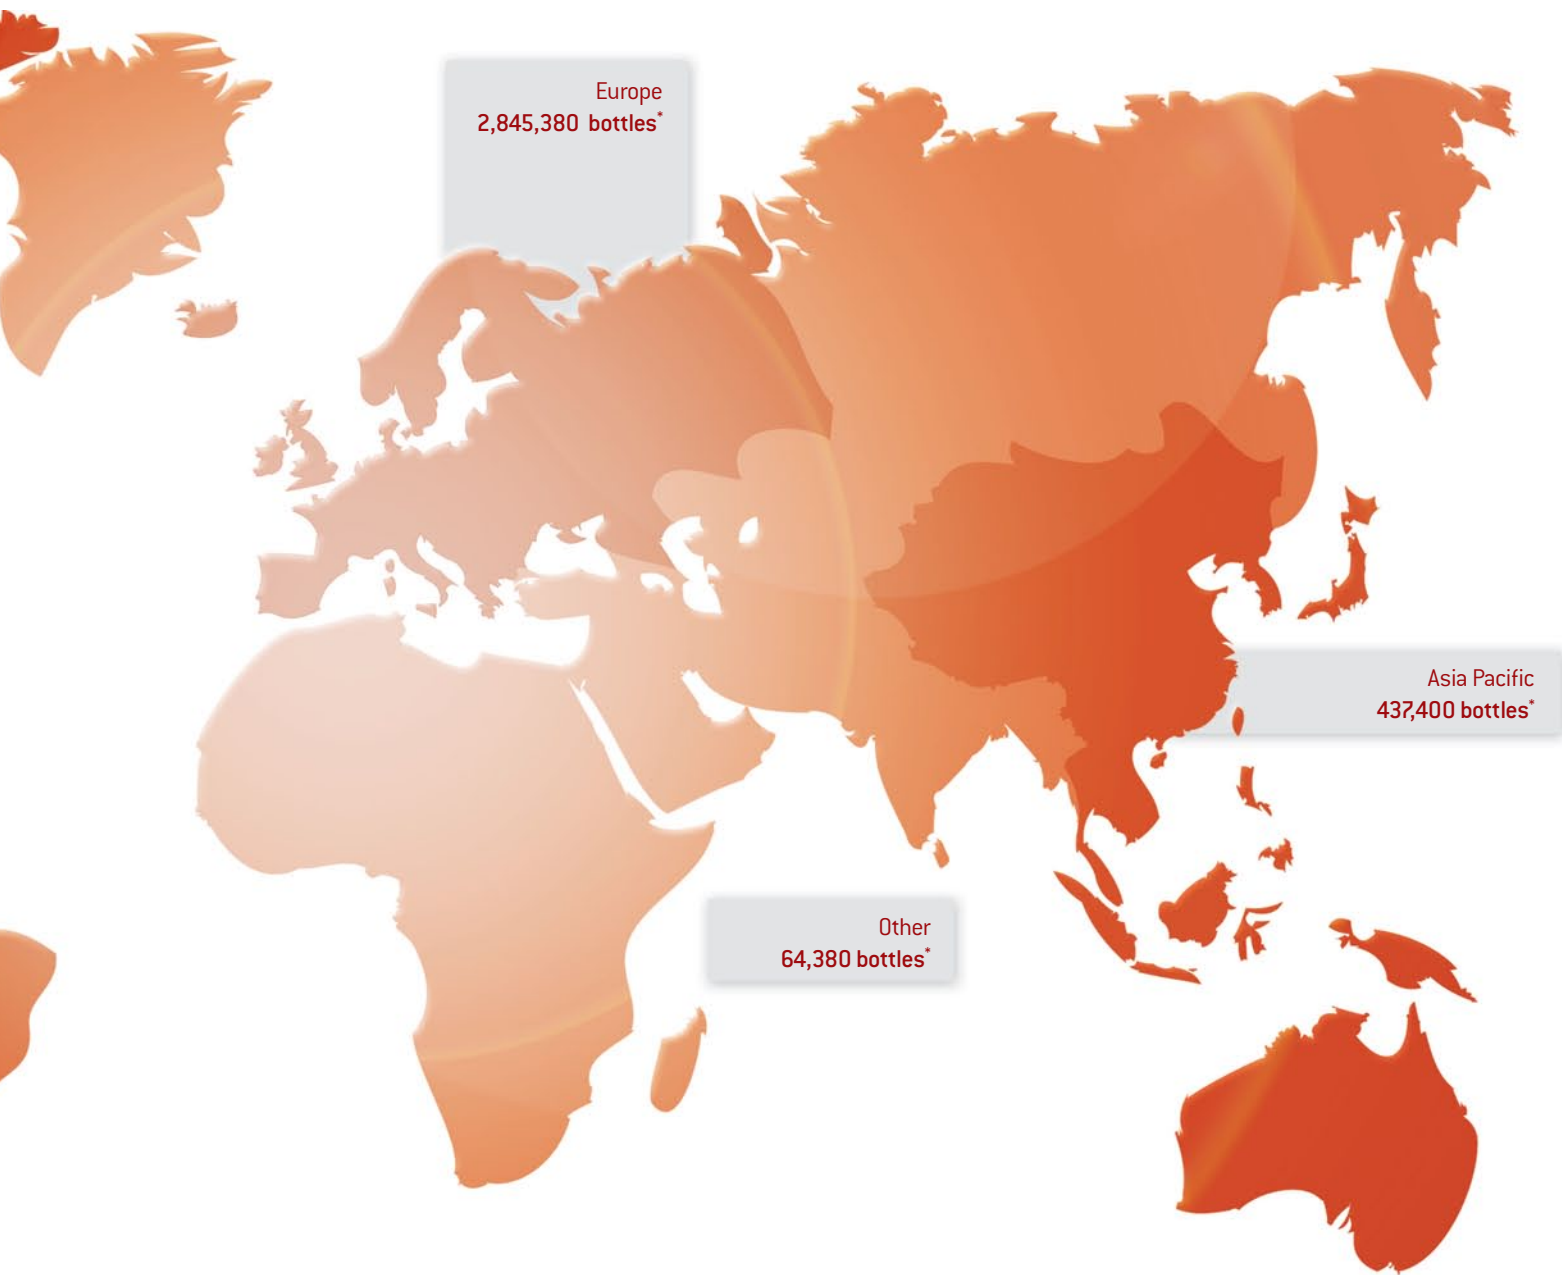 Europe
2,845,380 bottles*
Asia Pacific
437,400 bottles*
Other
64,380 bottles*